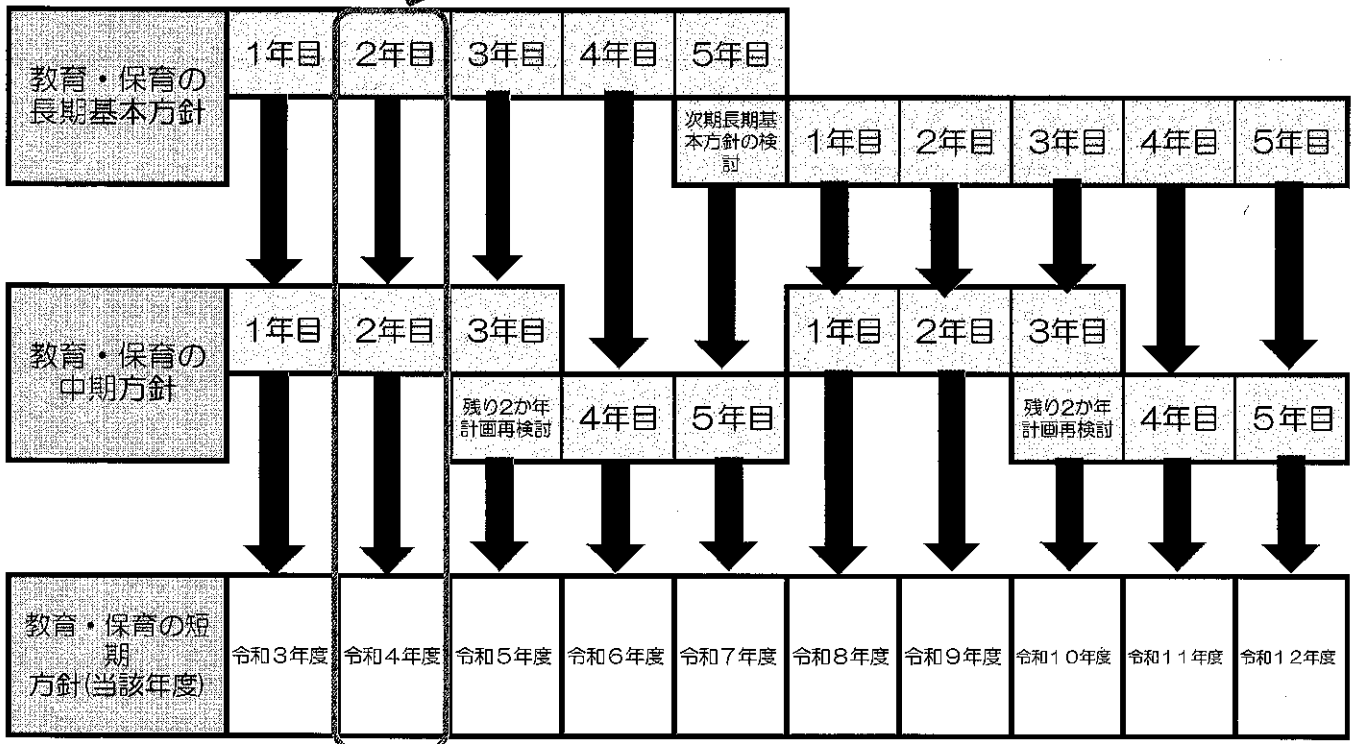 教育・保育の
長期基本方針
1年目 2年目 3年目 4年目 5年目
次期長期基
本方針の検
討
1年目 2年目 3年目 4年目 5年目
教育・保育の
中期方針
1年目 2年目 3年目
1年目 2年目 3年目
残り2か年
計画再検討
4年目 5年目
残り2か年
計画再検討
4年目 5年目
教育・保育の短
期
方針(当該年度)
令和3年度 令和4年度 令和5年度 令和6年度 令和7年度 令和8年度 令和9年度 令和10年度 令和11年度 令和12年度